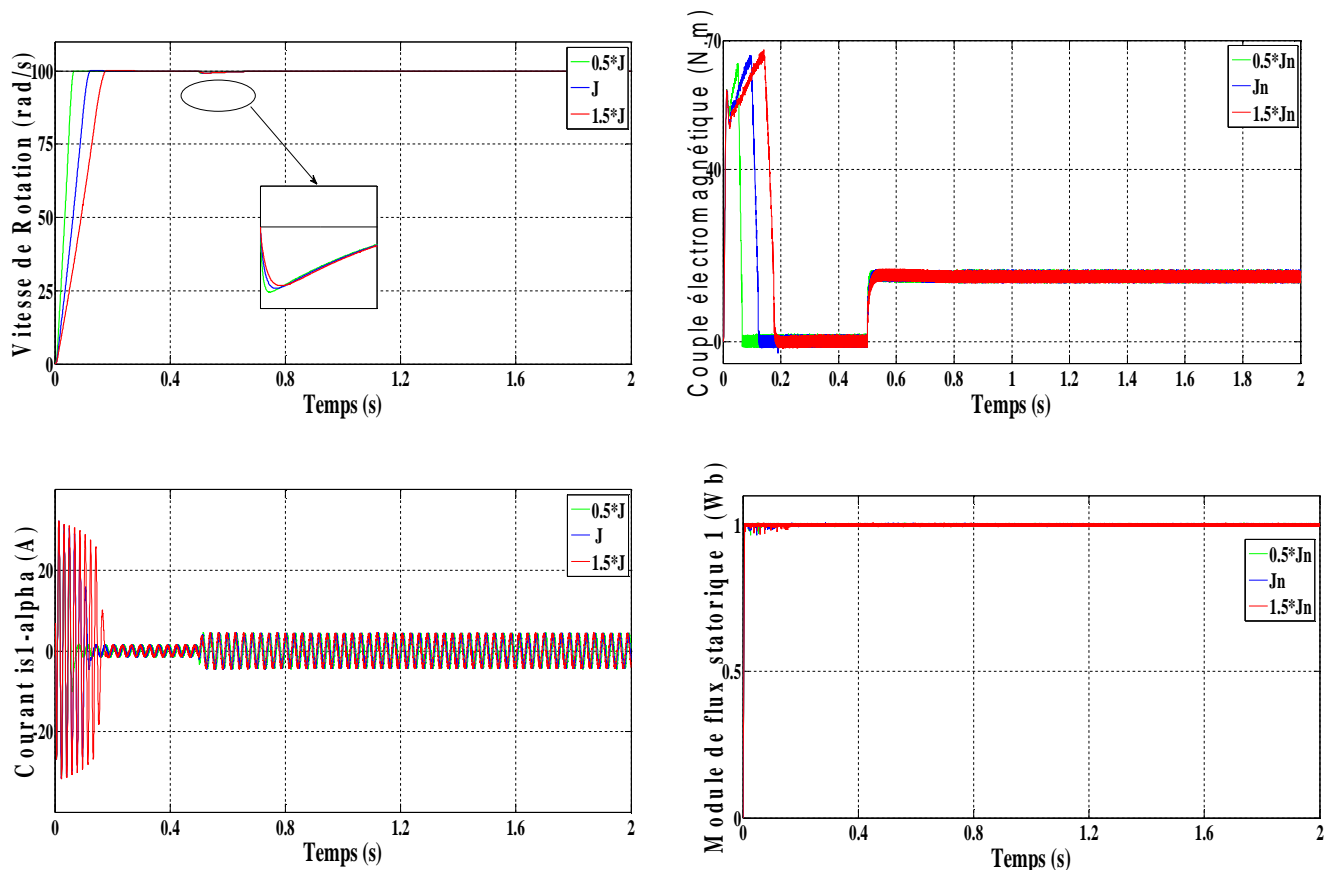 Vitesse de Rotation (rad/s)
100
75
50
25
0
0.5*J
J
1.5*J
0
0.4
0.8
1.2
1.6
2
Temps (s)
Couple électromagnétique (N m)
70
40
0
0.5*Jn
Jn
1.5*Jn
0
0.2
0.4
0.6
0.8
1
1.2
1.4
1.6
1.8
2
Temps (s)
Courant is1-alpha (A)
20
0
20
0.5*J
J
1.5*J
0
0.4
0.8
1.2
1.6
2
Temps (s)
Module de flux statorique 1 (Wb)
1
0.5
0
0.5*Jn
Jn
1.5*Jn
0
0.4
0.8
1.2
1.6
2
Temps (s)